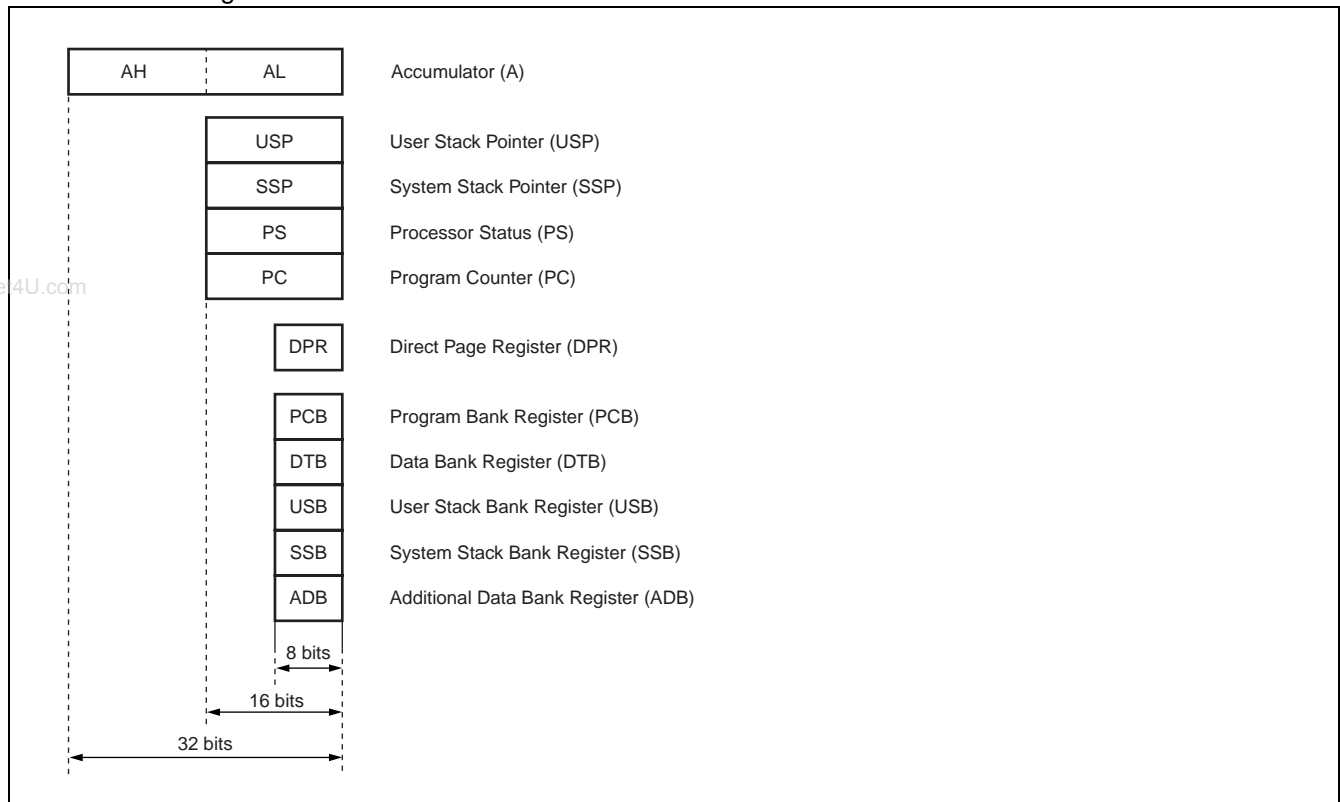 AH AL Accumulator (A)
USP User Stack Pointer (USP)
SSP System Stack Pointer (SSP)
PS Processor Status (PS)
PC Program Counter (PC)
et4U.com
DPR Direct Page Register (DPR)
PCB Program Bank Register (PCB)
DTB Data Bank Register (DTB)
USB User Stack Bank Register (USB)
SSB System Stack Bank Register (SSB)
ADB Additional Data Bank Register (ADB)
8 bits
16 bits
32 bits